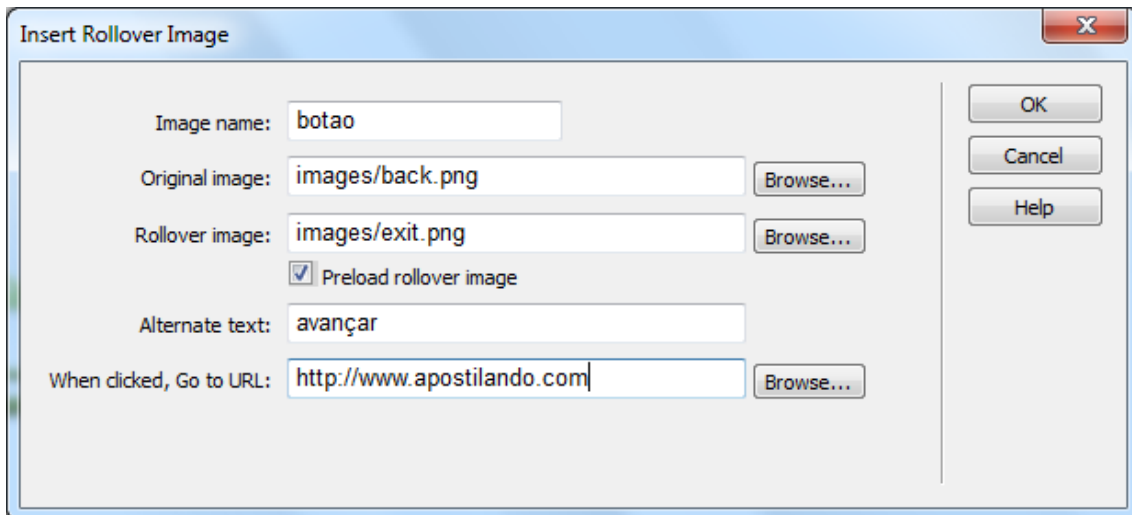 Insert Rollover Image
Image name: botao
Original image: images/back.png Browse...
Rollover image: images/exit.png Browse...
Preload rollover image
Alternate text: avançar
When clicked, Go to URL: http://www.apostilando.com Browse...
OK
Cancel
Help